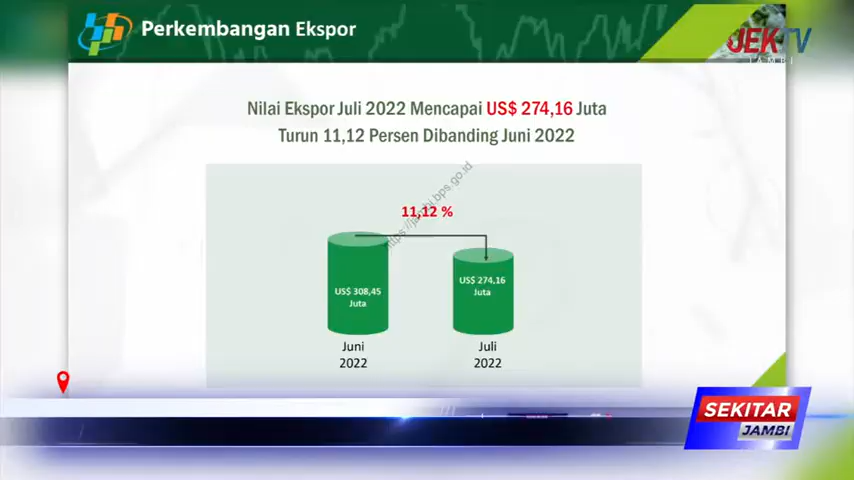 Perkembangan Ekspor
JEKTV
JAMBI
Nilai Ekspor Juli 2022 Mencapai US$ 274,16 Juta
Turun 11,12 Persen Dibanding Juni 2022
https://jambi.bps.go.id
11,12 %
US$ 308,45
Juta
US$ 274,16
Juta
Juni
2022
Juli
2022
SEKITAR
JAMBI